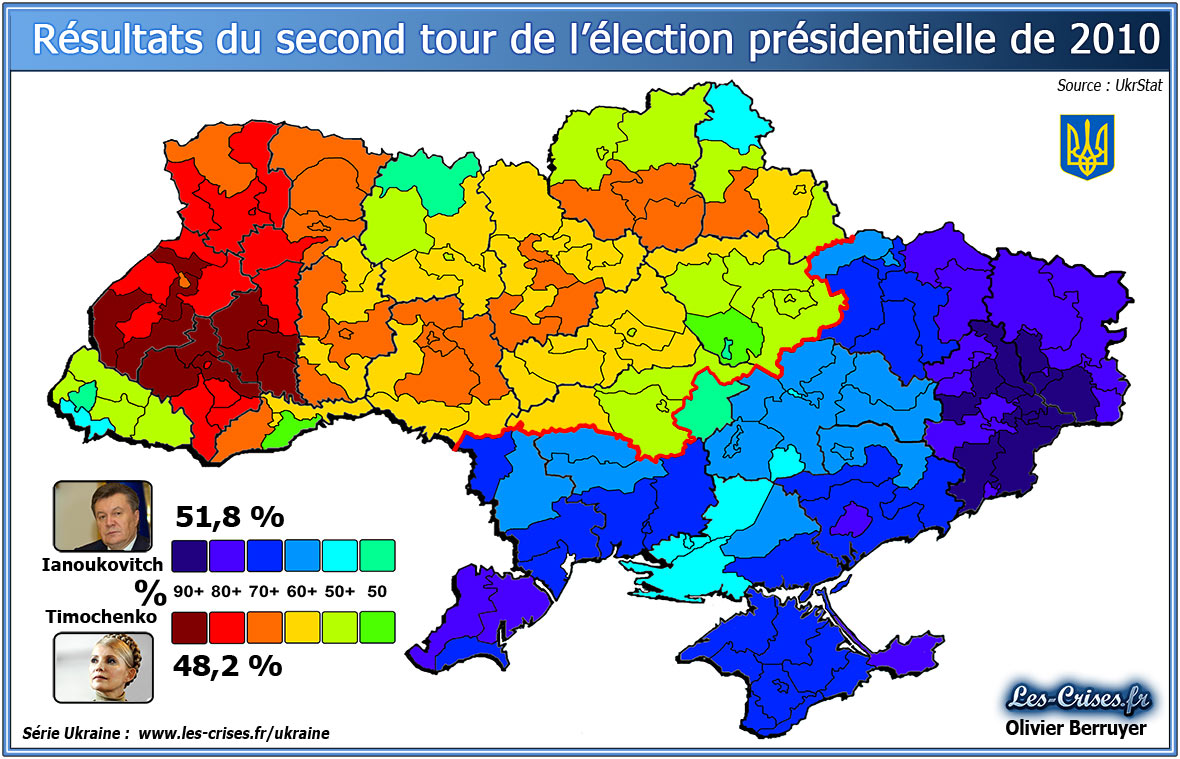 Résultats du second tour de l'élection présidentielle de 2010
Source : UkrStat
51,8 %
Ianoukovitch
% 90+ 80+ 70+ 60+ 50+ 50
Timochenko
48,2 %
Les-Crises.fr
Olivier Berruyer
Série Ukraine : www.les-crises.fr/ukraine